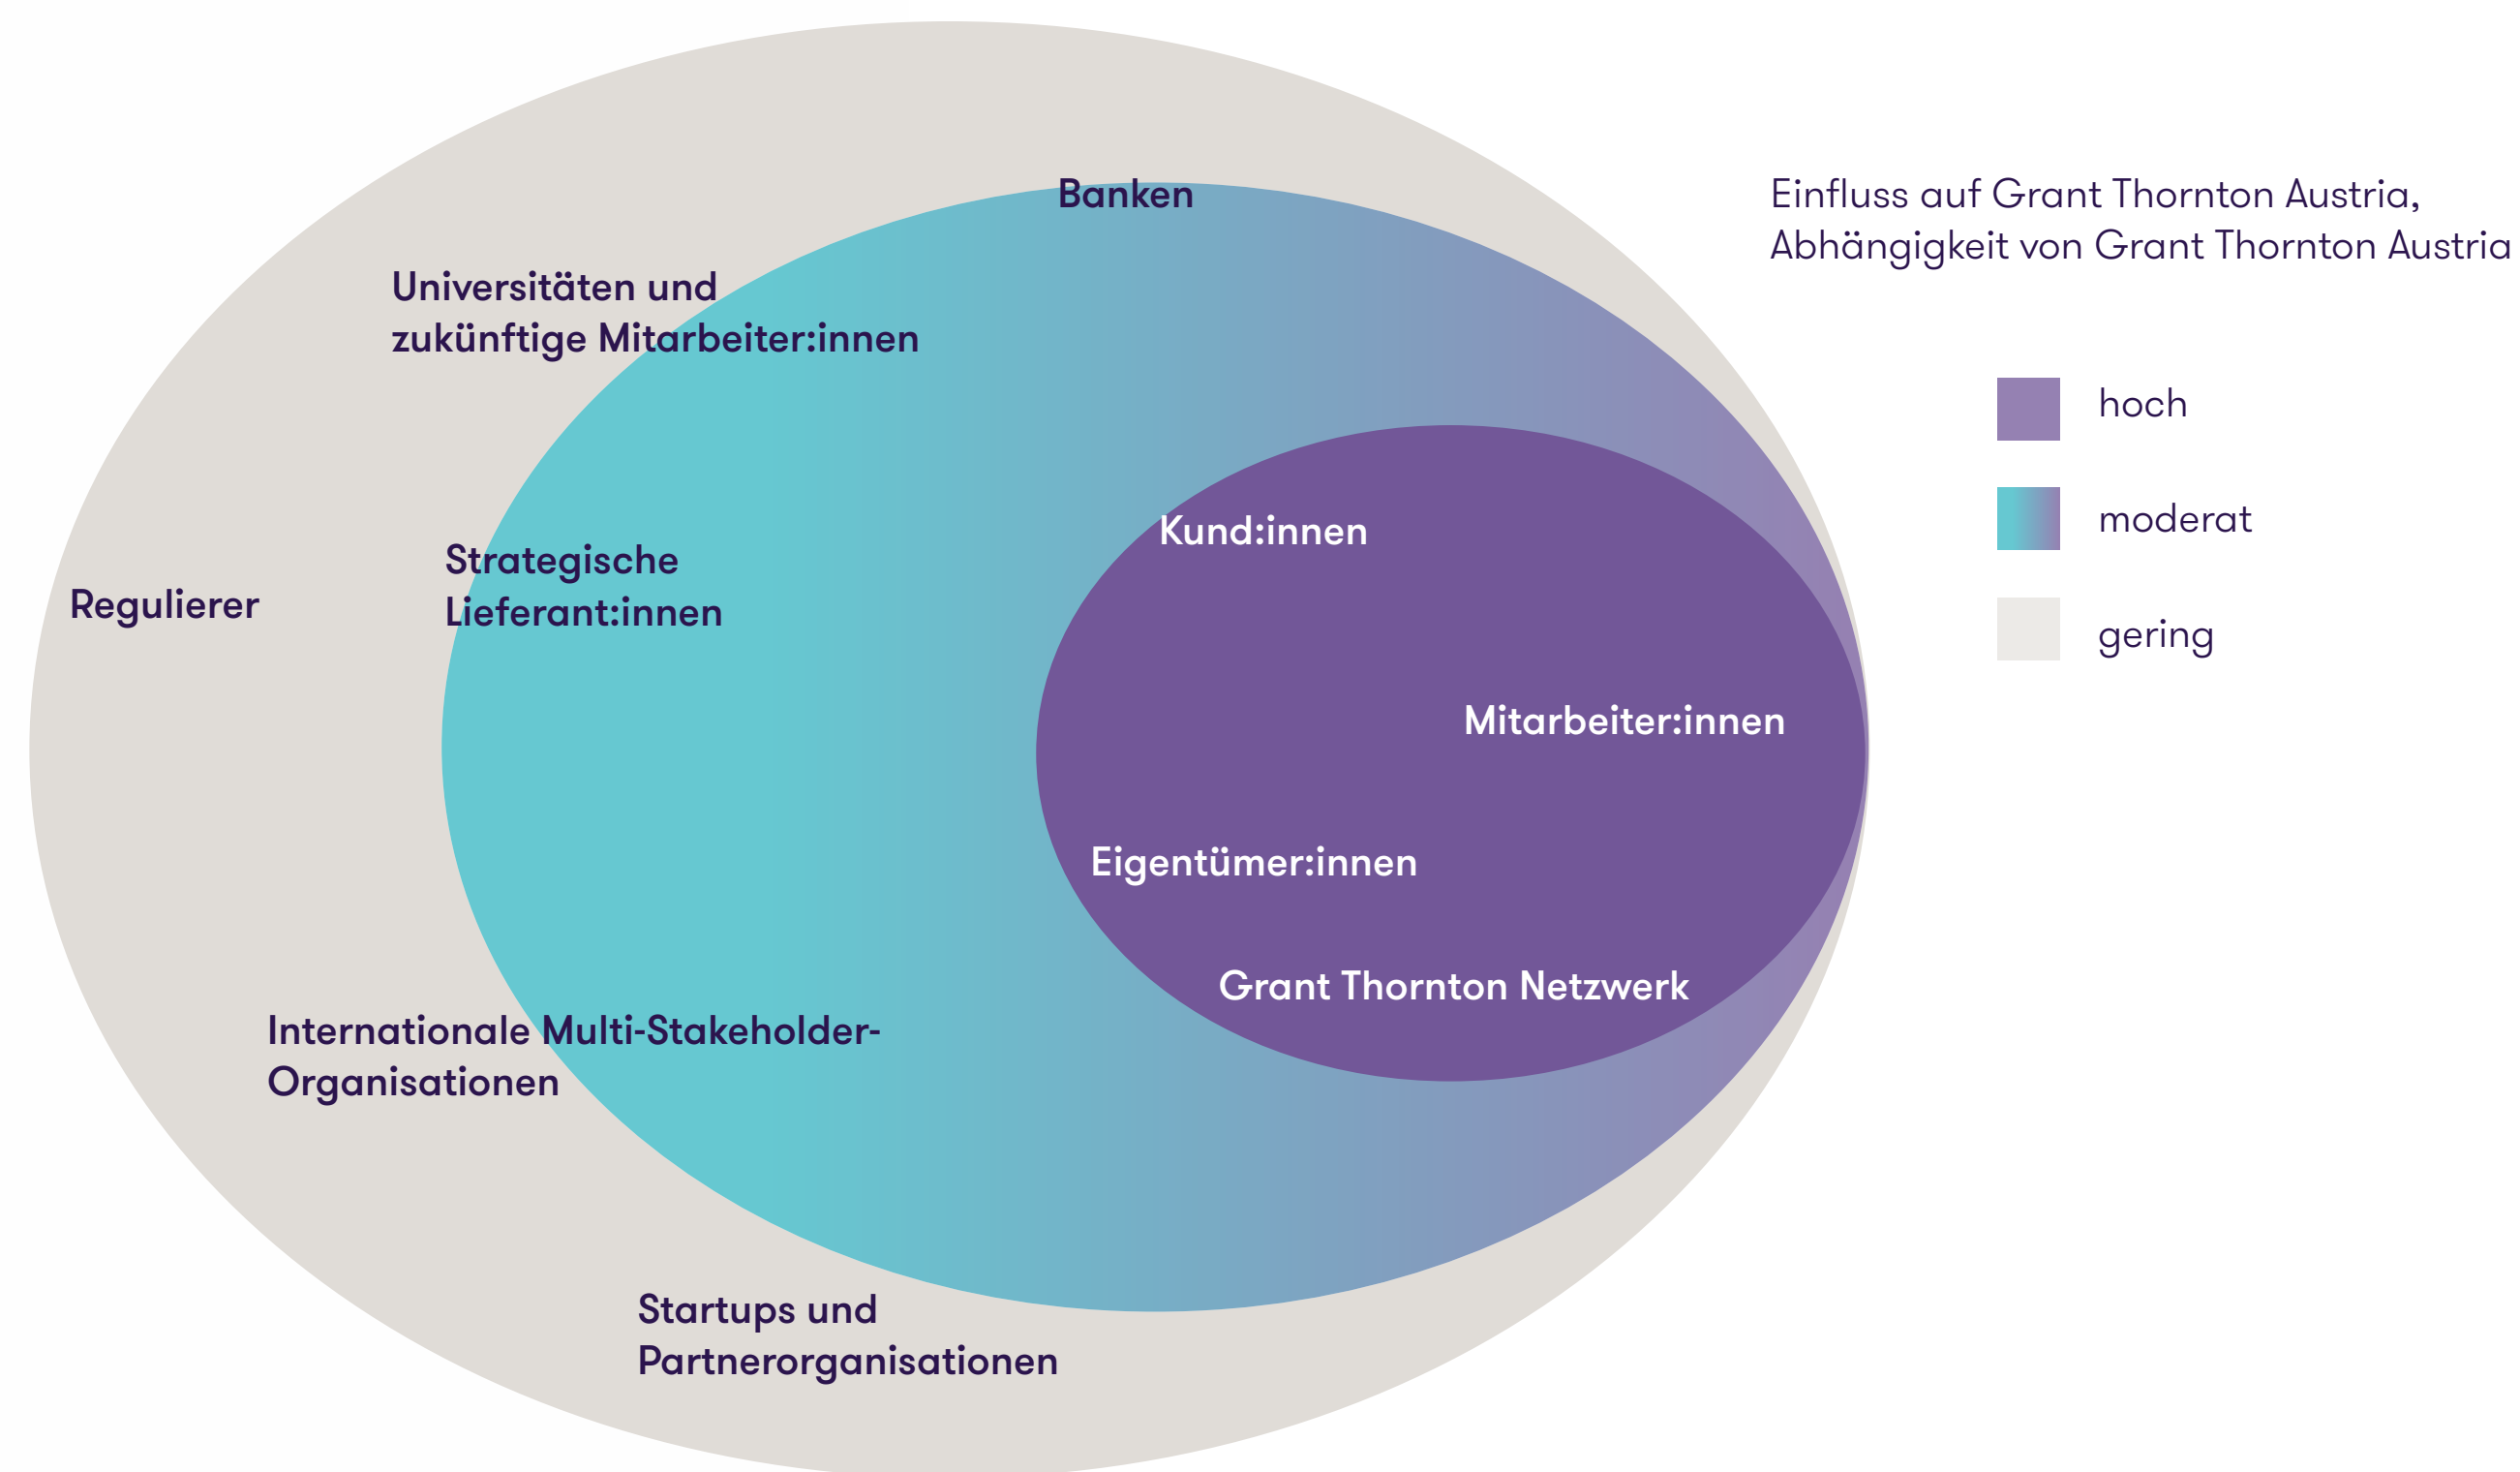 Banken
Einfluss auf Grant Thornton Austria,
Abhängigkeit von Grant Thornton Austria
Universitäten und
zukünftige Mitarbeiter:innen
hoch
moderat
gering
Kund:innen
Strategische
Lieferant:innen
Regulierer
Mitarbeiter:innen
Eigentümer:innen
Grant Thornton Netzwerk
Internationale Multi-Stakeholder-
Organisationen
Startups und
Partnerorganisationen